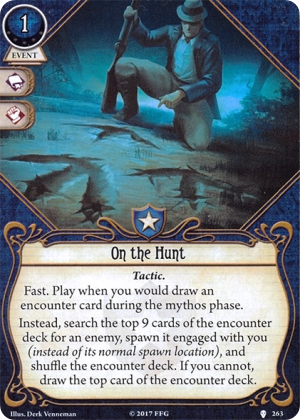 1
EVENT
On the Hunt
Tactic.
Fast. Play when you would draw an
encounter card during the mythos phase.
Instead, search the top 9 cards of the encounter
deck for an enemy, spawn it engaged with you
(instead of its normal spawn location), and
shuffle the encounter deck. If you cannot,
draw the top card of the encounter deck.
Illus. Derk Venneman
© 2017 FFG
263